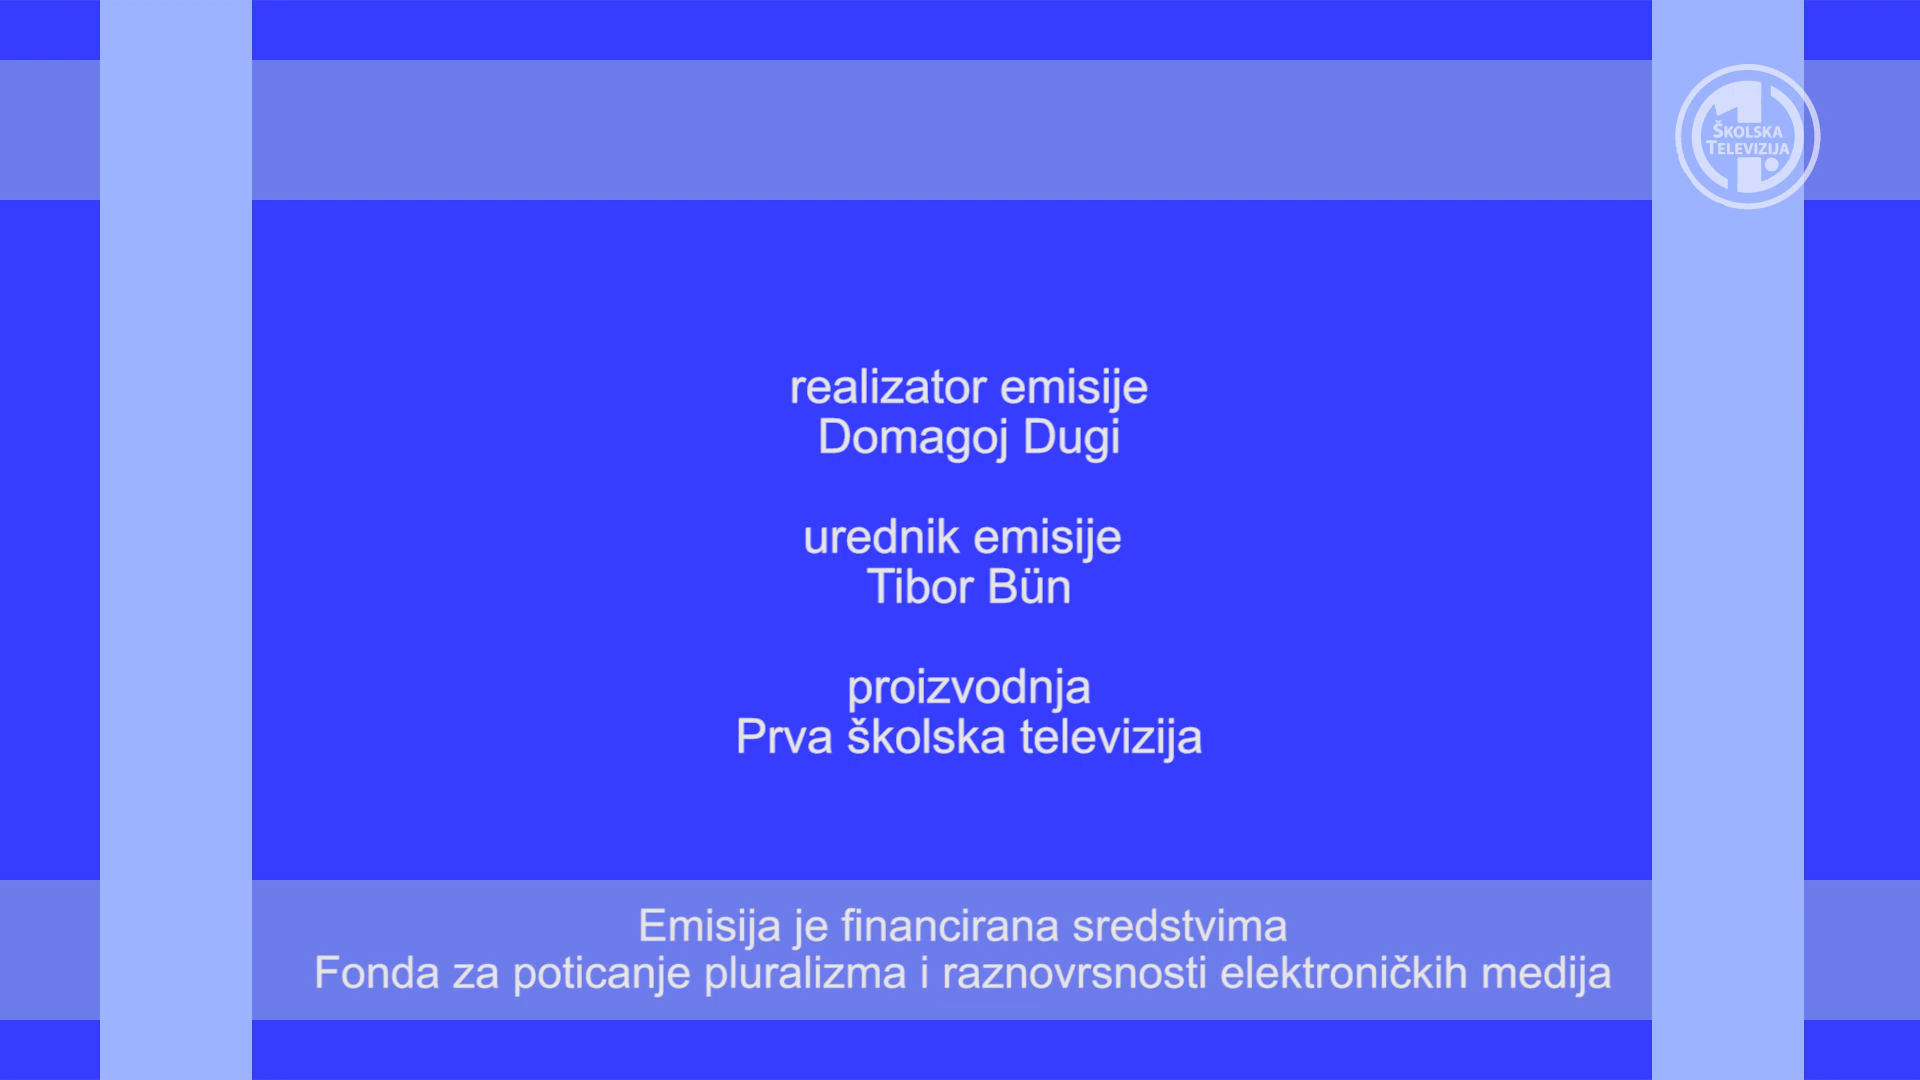 ŠKOLSKA
TELEVIZIJA
realizator emisije
Domagoj Dugi
urednik emisije
Tibor Bün
proizvodnja
Prva školska televizija
Emisija je financirana sredstvima
Fonda za poticanje pluralizma i raznovrsnosti elektroničkih medija